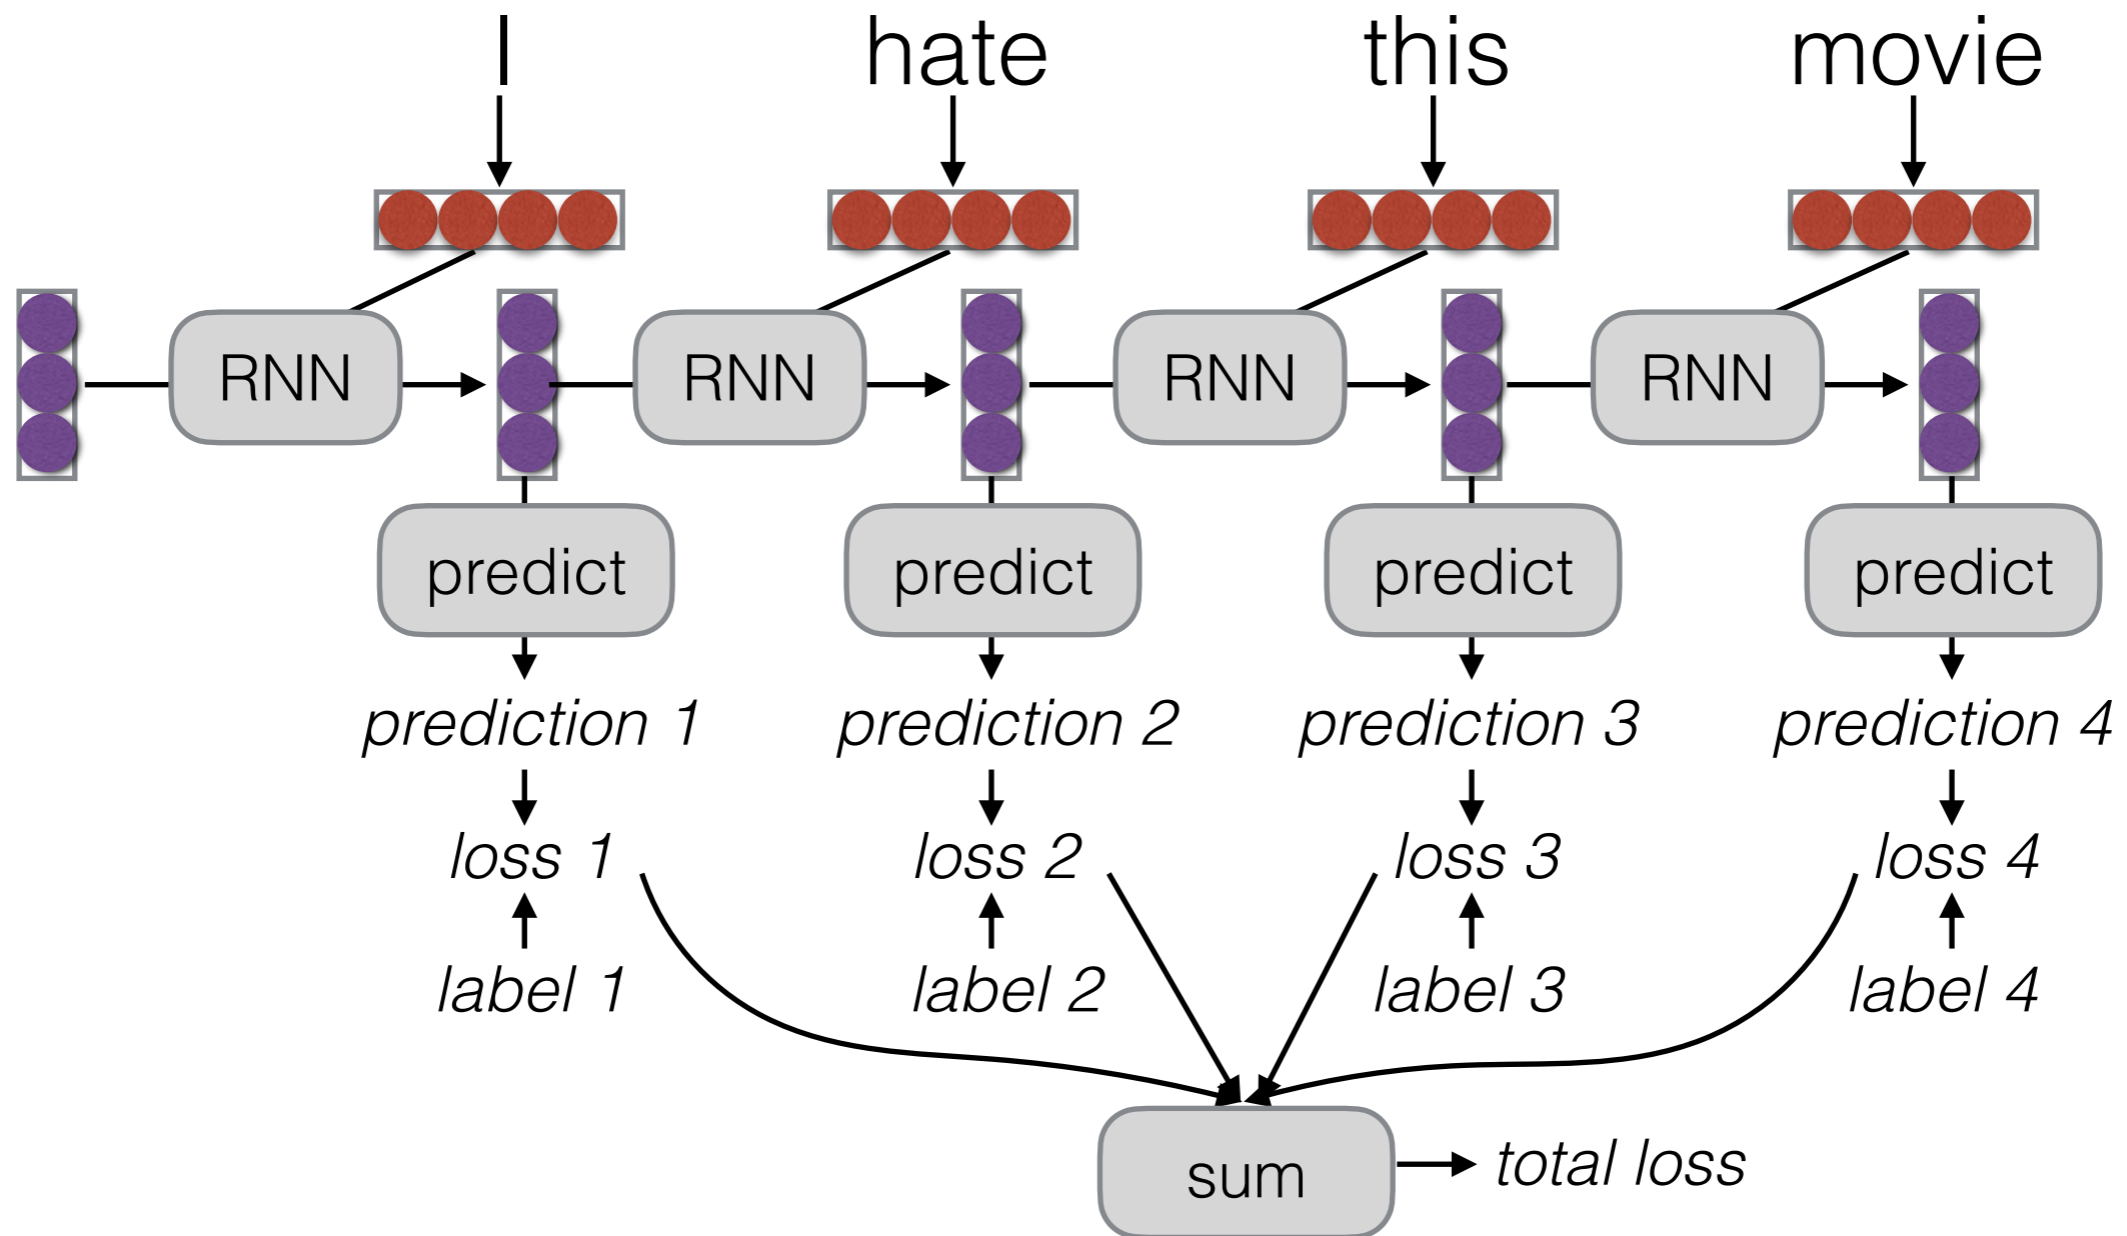 I hate this movie
RNN RNN RNN RNN
predict predict predict predict
prediction 1 prediction 2 prediction 3 prediction 4
loss 1 loss 2 loss 3 loss 4
label 1 label 2 label 3 label 4
sum total loss